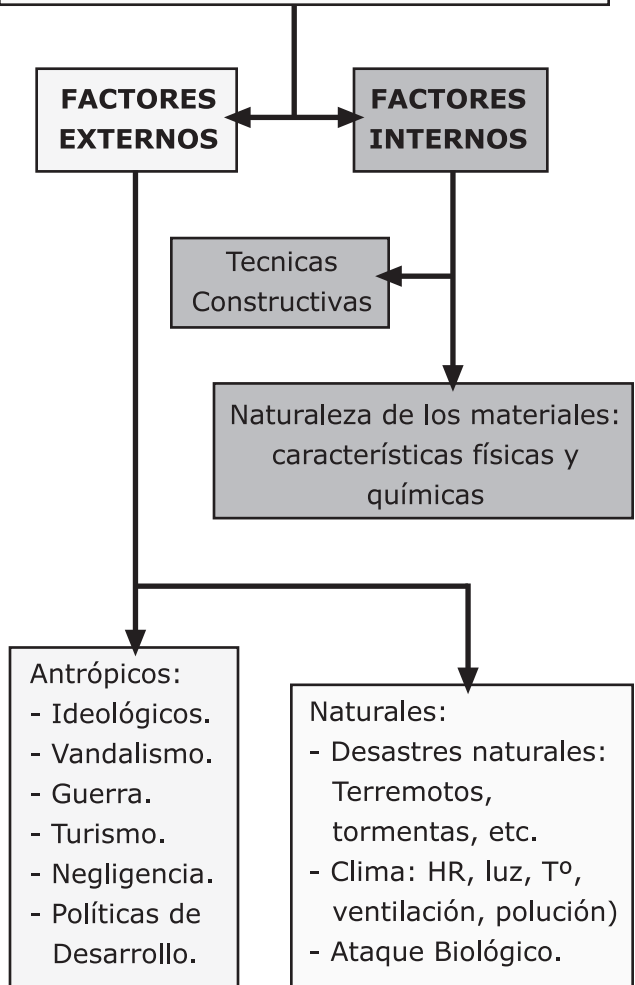 FACTORES
EXTERNOS
FACTORES
INTERNOS
Tecnicas
Constructivas
Naturaleza de los materiales:
características físicas y
químicas
Antrópicos:
- Ideológicos.
- Vandalismo.
- Guerra.
- Turismo.
- Negligencia.
- Políticas de
Desarrollo.
Naturales:
- Desastres naturales:
Terremotos,
tormentas, etc.
- Clima: HR, luz, Tº,
ventilación, polución)
- Ataque Biológico.